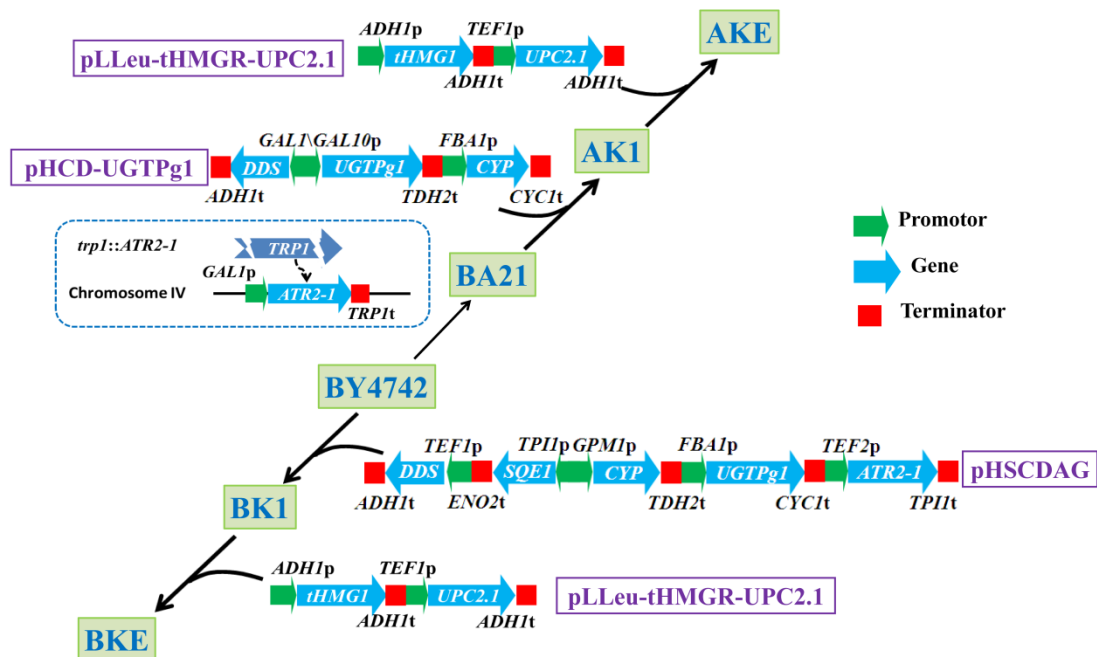 ADH1p TEF1p
AKE
pLLeu-tHMGR-UPC2.1
tHMG1 UPC2.1
ADH1t ADH1t
GAL1\GAL10p FBA1p
AK1
pHCD-UGTPg1
DDS UGTPg1 CYP
ADH1t TDH2t CYC1t
Promotor
trp1::ATR2-1
TRP1
GAL1p
BA21
Gene
Chromosome IV
ATR2-1
TRP1t
Terminator
BY4742
TEF1p TPI1p GPM1p FBA1p TEF2p
DDS SQE1 CYP UGTPg1 ATR2-1
pHSCDAG
ADH1t ENO2t TDH2t CYC1t TPI1t
BK1
ADH1p TEF1p
tHMG1 UPC2.1
pLLeu-tHMGR-UPC2.1
ADH1t ADH1t
BKE